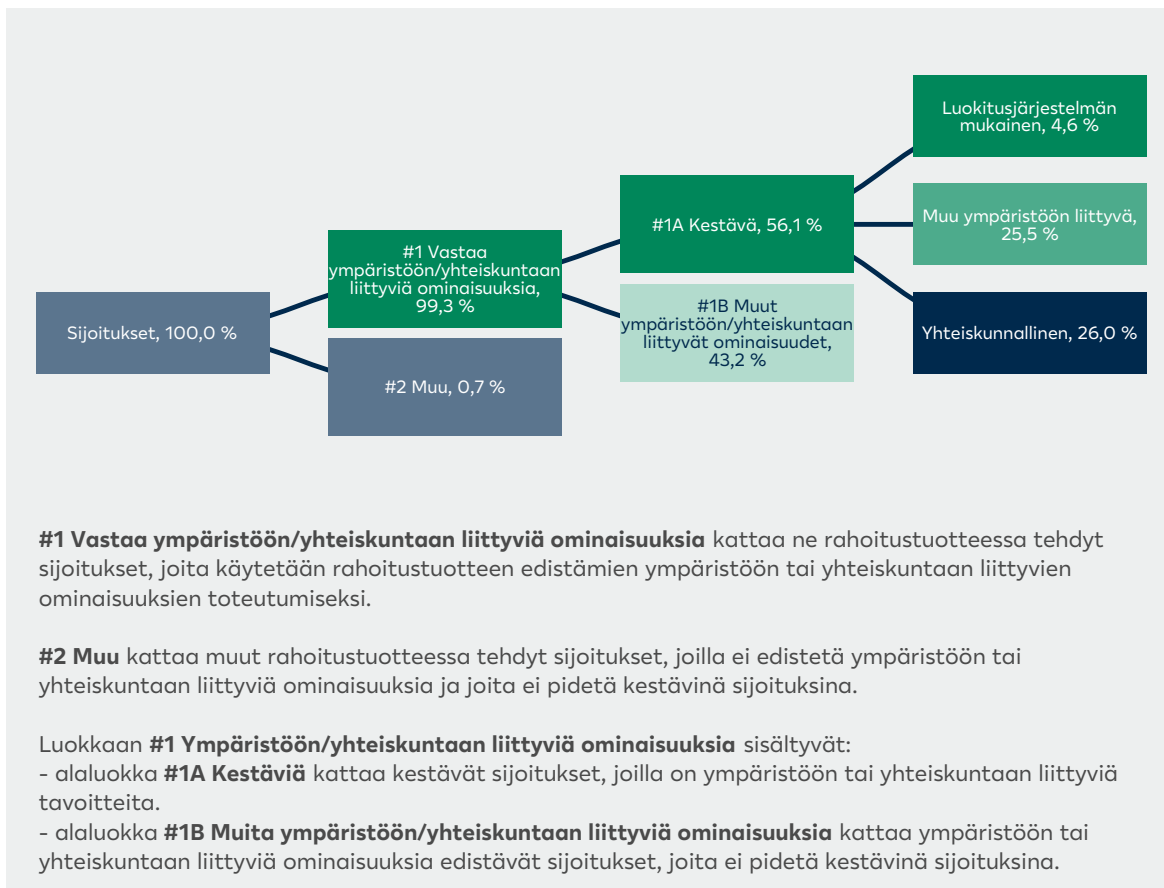 Luokitusjärjestelmän
mukainen, 4,6 %
Muu ympäristöön liittyvä,
25,5 %
#1A Kestävä, 56,1 %
#1 Vastaa
ympäristöön/yhteiskuntaan
liittyviä ominaisuuksia,
99,3 %
#1B Muut
ympäristöön/yhteiskuntaan
liittyvät ominaisuudet,
43,2 %
Sijoitukset, 100,0 %
Yhteiskunnallinen, 26,0 %
#2 Muu, 0,7 %
#1 Vastaa ympäristöön/yhteiskuntaan liittyviä ominaisuuksia kattaa ne rahoitustuotteessa tehdyt
sijoitukset, joita käytetään rahoitustuotteen edistämien ympäristöön tai yhteiskuntaan liittyvien
ominaisuuksien toteutumiseksi.
#2 Muu kattaa muut rahoitustuotteessa tehdyt sijoitukset, joilla ei edistetä ympäristöön tai
yhteiskuntaan liittyviä ominaisuuksia ja joita ei pidetä kestävinä sijoituksina.
Luokkaan #1 Ympäristöön/yhteiskuntaan liittyviä ominaisuuksia sisältyvät:
- alaluokka #1A Kestäviä kattaa kestävät sijoitukset, joilla on ympäristöön tai yhteiskuntaan liittyviä
tavoitteita.
- alaluokka #1B Muita ympäristöön/yhteiskuntaan liittyviä ominaisuuksia kattaa ympäristöön tai
yhteiskuntaan liittyviä ominaisuuksia edistävät sijoitukset, joita ei pidetä kestävinä sijoituksina.